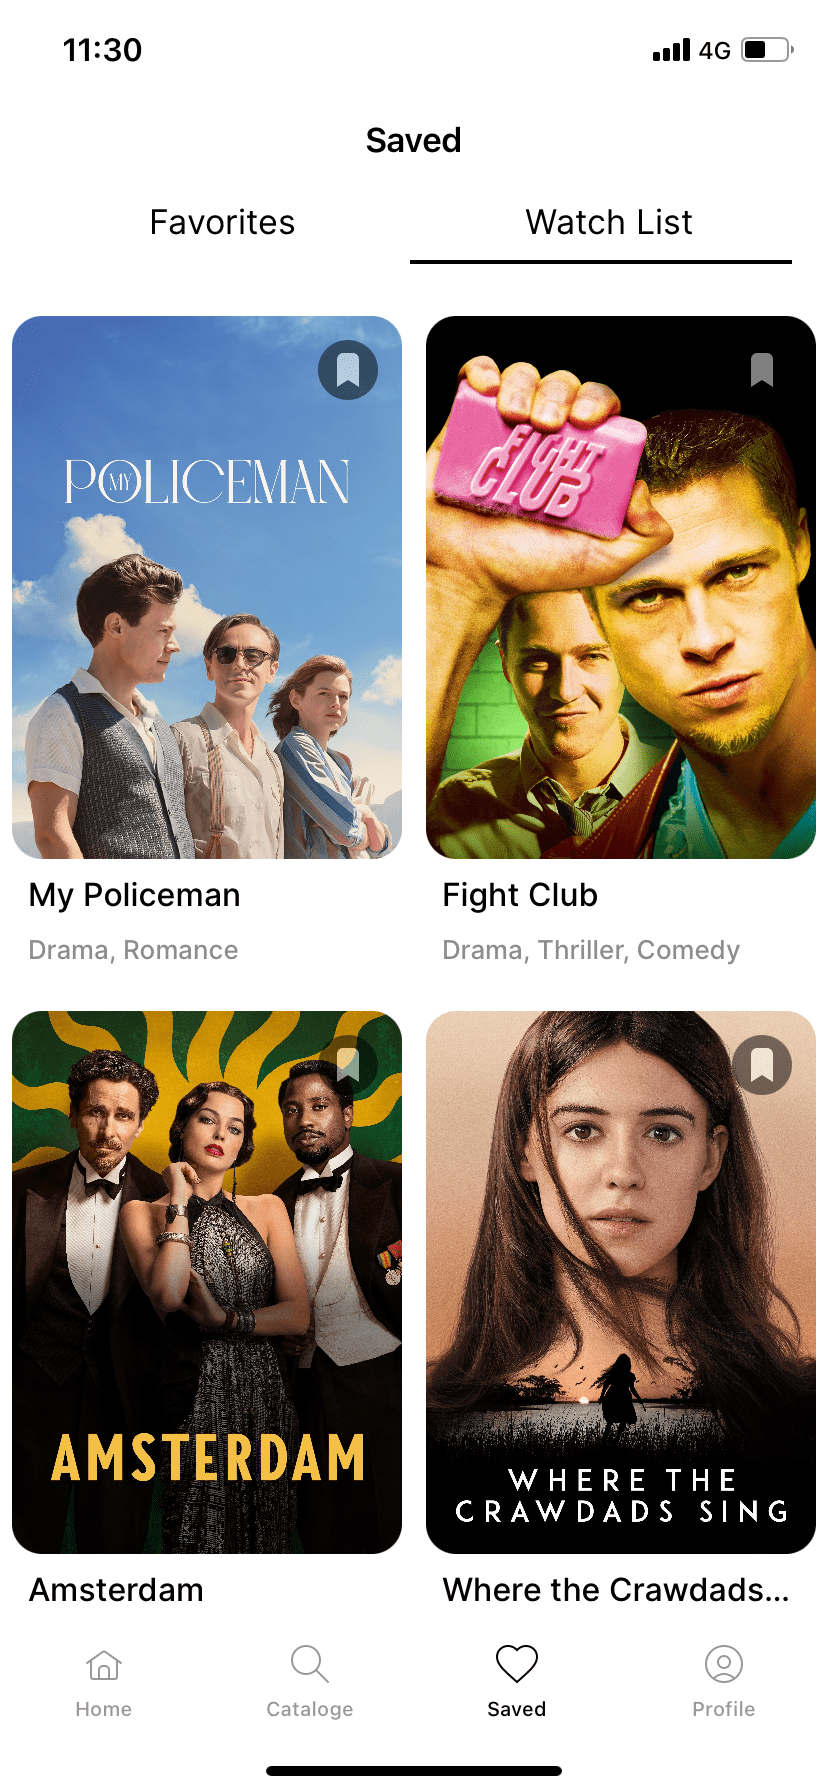 11:30
4G
Saved
Favorites
Watch List
MY POLICEMAN
FIGHT
CLUB
My Policeman
Fight Club
Drama, Romance
Drama, Thriller, Comedy
AMSTERDAM
WHERE THE
CRAWDADS SING
Amsterdam
Where the Crawdads...
Home
Cataloge
Saved
Profile